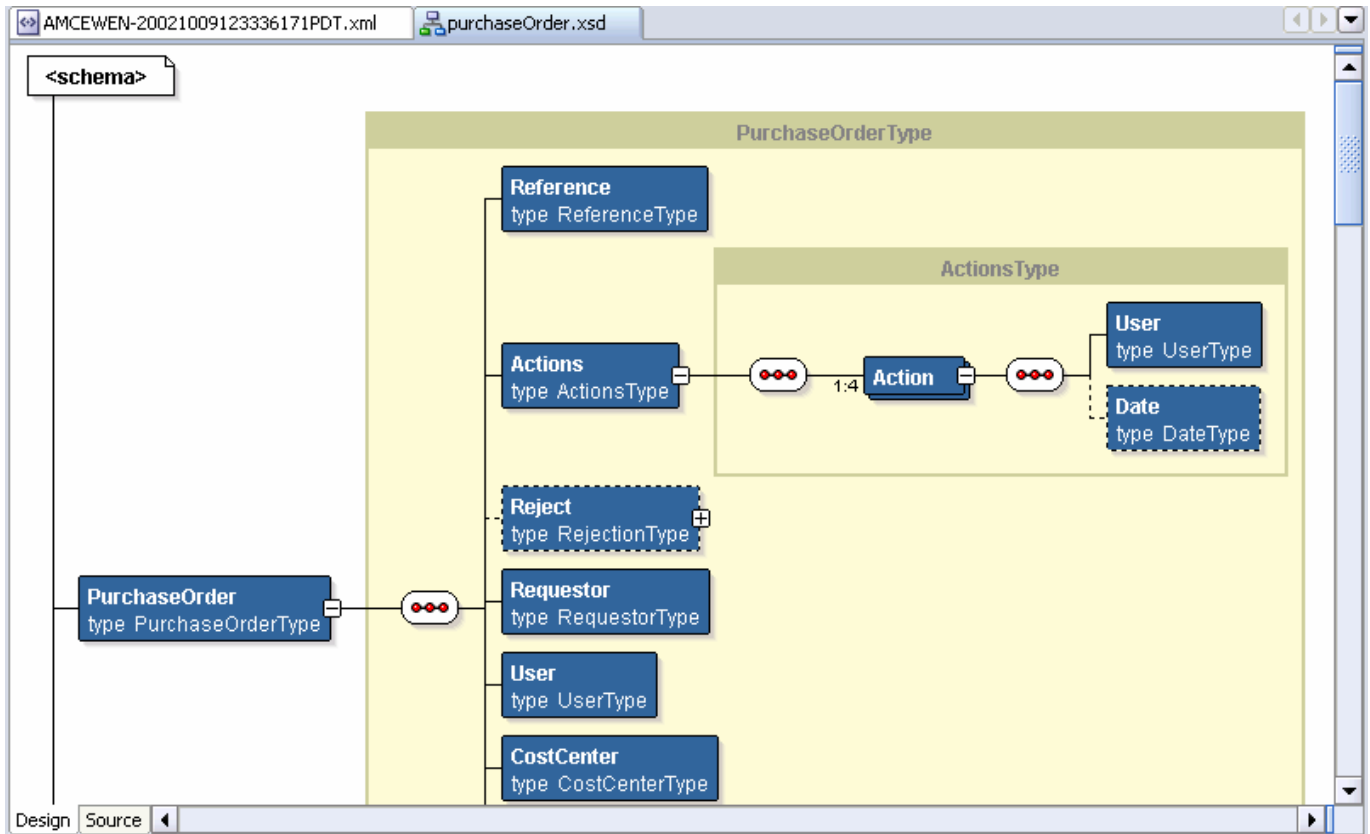 AMCEWEN-20021009123336171PDT.xml
purchaseOrder.xsd
<schema>
PurchaseOrderType
Reference
type ReferenceType
ActionsType
User
type UserType
Actions
type ActionsType
1:4
Action
Date
type DateType
Reject
type RejectionType
PurchaseOrder
type PurchaseOrderType
Requestor
type RequestorType
User
type UserType
CostCenter
type CostCenterType
Design
Source